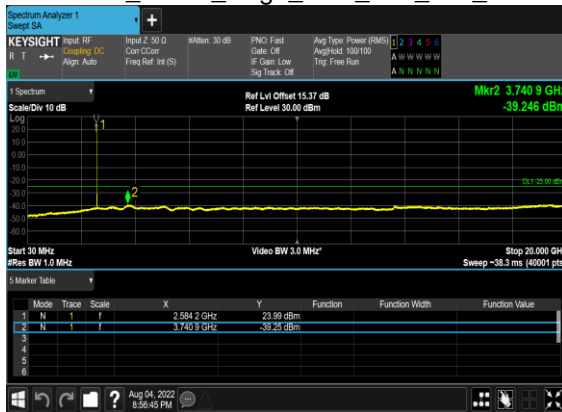 Spectrum Analyzer 1
Swept SA
+
KEYSIGHT Input: RF Input Z: 50 Ω #Atten: 30 dB PNO: Fast Avg Type: Power (RMS) 1 2 3 4 5 6
R T Coupling: DC Corr CCorr Gate: Off Avg|Hold: 100/100 A W W W W W
Align: Auto Freq Ref: Int (S) IF Gain: Low Trig: Free Run
Sig Track: Off A N N N N N
1 Spectrum Ref Lvl Offset 15.37 dB Mkr2 3.740 9 GHz
Scale/Div 10 dB Ref Level 30.00 dBm -39.246 dBm
Log
20.0
10.0
0.00
-10.0
-20.0
-30.0
-40.0
-50.0
-60.0
1
2
Start 30 MHz Video BW 3.0 MHz* Stop 20.000 GHz
#Res BW 1.0 MHz Sweep ~38.3 ms (40001 pts)
5 Marker Table
Mode Trace Scale X Y Function Function Width Function Value
1 N 1 f 2.584 2 GHz 23.99 dBm
2 N 1 f 3.740 9 GHz -39.25 dBm
3
4
5
6
? Aug 04, 2022
8:56:45 PM